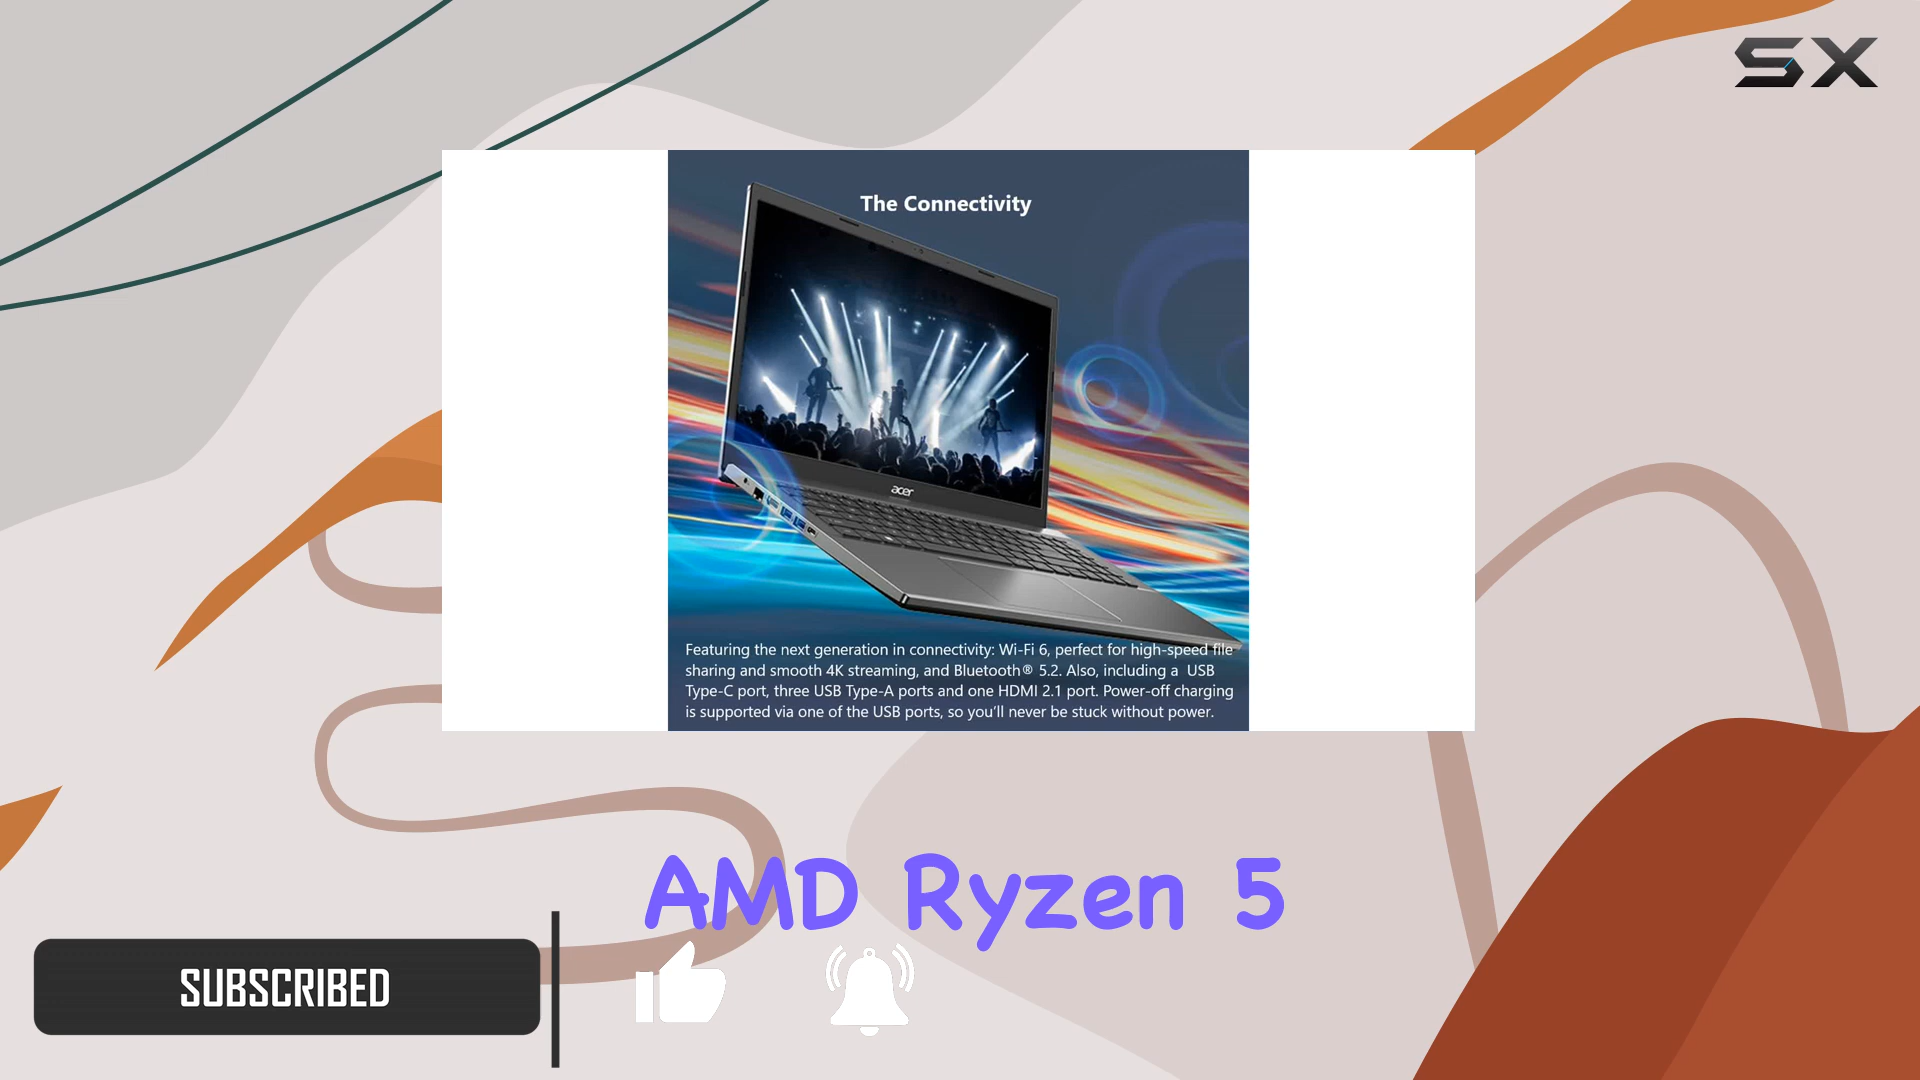 SX
The Connectivity
acer
Featuring the next generation in connectivity: Wi-Fi 6, perfect for high-speed file
sharing and smooth 4K streaming, and Bluetooth® 5.2. Also, including a USB
Type-C port, three USB Type-A ports and one HDMI 2.1 port. Power-off charging
is supported via one of the USB ports, so you'll never be stuck without power.
AMD Ryzen 5
SUBSCRIBED